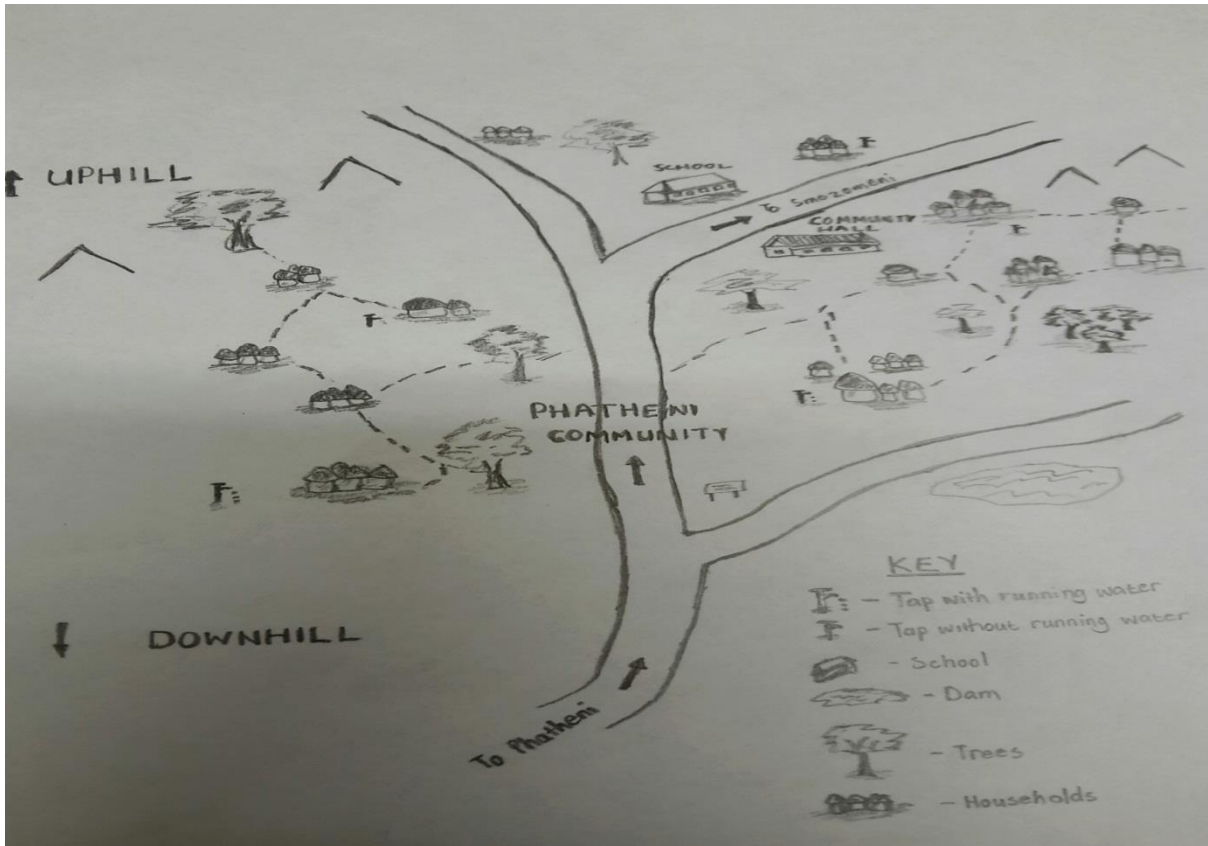 UPHILL
SCHOOL
To Smozomeni
COMMUNITY
HALL
PHATHENI
COMMUNITY
DOWNHILL
To Phatheni
KEY
- Tap with running water
- Tap without running water
- School
- Dam
- Trees
- Households